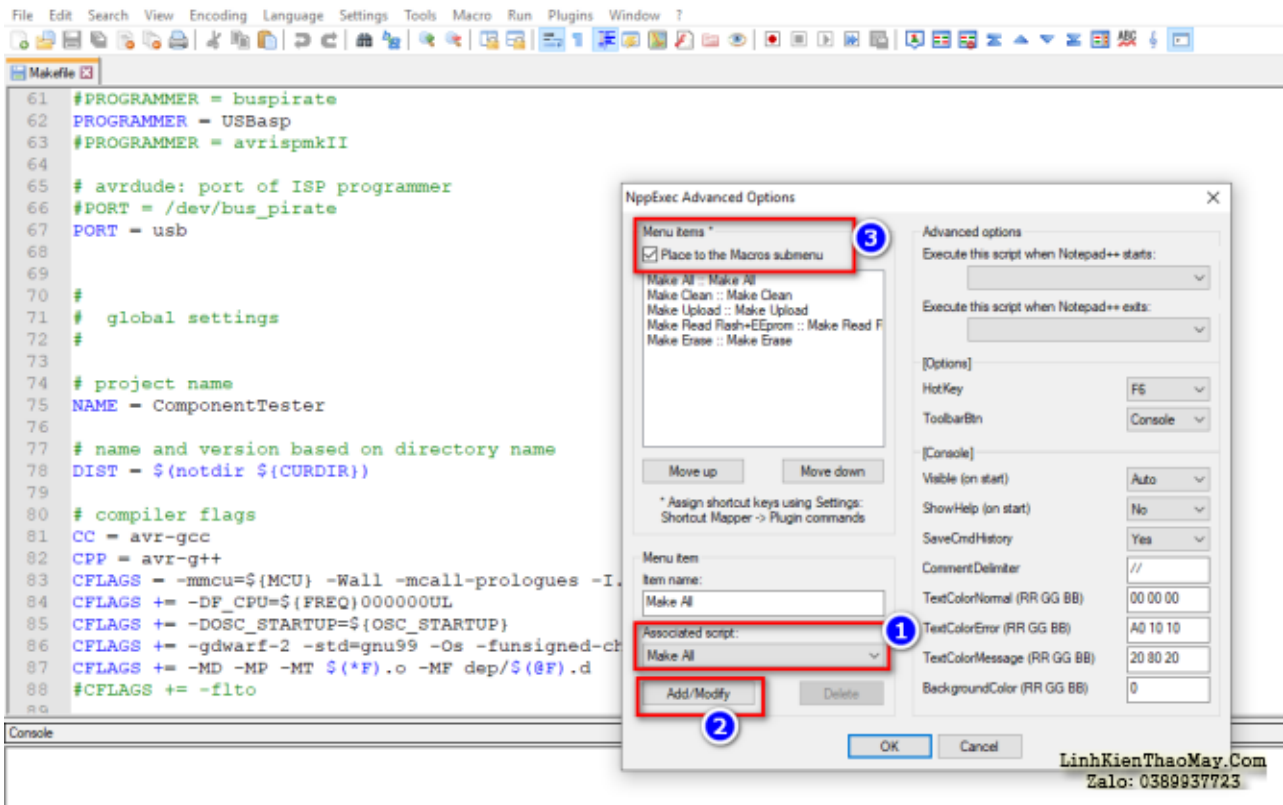 File Edit Search View Encoding Language Settings Tools Macro Run Plugins Window ?
Makefile
61 #PROGRAMMER = buspirate
62 PROGRAMMER = USBasp
63 #PROGRAMMER = avrispmkII
64
65 # avrdude: port of ISP programmer
66 #PORT = /dev/bus_pirate
67 PORT = usb
68
69
70 #
71 # global settings
72 #
73
74 # project name
75 NAME = ComponentTester
76
77 # name and version based on directory name
78 DIST = $(notdir ${CURDIR})
79
80 # compiler flags
81 CC = avr-gcc
82 CPP = avr-g++
83 CFLAGS = -mmcu=${MCU} -Wall -mcall-prologues -I.
84 CFLAGS += -DF_CPU=${FREQ}000000UL
85 CFLAGS += -DOSC_STARTUP=${OSC_STARTUP}
86 CFLAGS += -gdwarf-2 -std=gnu99 -Os -funsigned-ch
87 CFLAGS += -MD -MP -MT $(*F).o -MF dep/$(@F).d
88 #CFLAGS += -flto
89
Console
NppExec Advanced Options
Menu items *
3
Place to the Macros submenu
Make All :: Make All
Make Clean :: Make Clean
Make Upload :: Make Upload
Make Read Flash+EEprom :: Make Read F
Make Erase :: Make Erase
Move up Move down
* Assign shortcut keys using Settings:
Shortcut Mapper -> Plugin commands
Menu item
Item name:
Make All
Associated script:
1
Make All
Add/Modify Delete
2
Advanced options
Execute this script when Notepad++ starts:
Execute this script when Notepad++ exits:
[Options]
HotKey F6
ToolbarBtn Console
[Console]
Visible (on start) Auto
ShowHelp (on start) No
SaveCmdHistory Yes
CommentDelimiter //
TextColorNormal (RR GG BB) 00 00 00
TextColorError (RR GG BB) A0 10 10
TextColorMessage (RR GG BB) 20 80 20
BackgroundColor (RR GG BB) 0
OK Cancel
LinhKienThaoMay.Com
Zalo: 0389937723